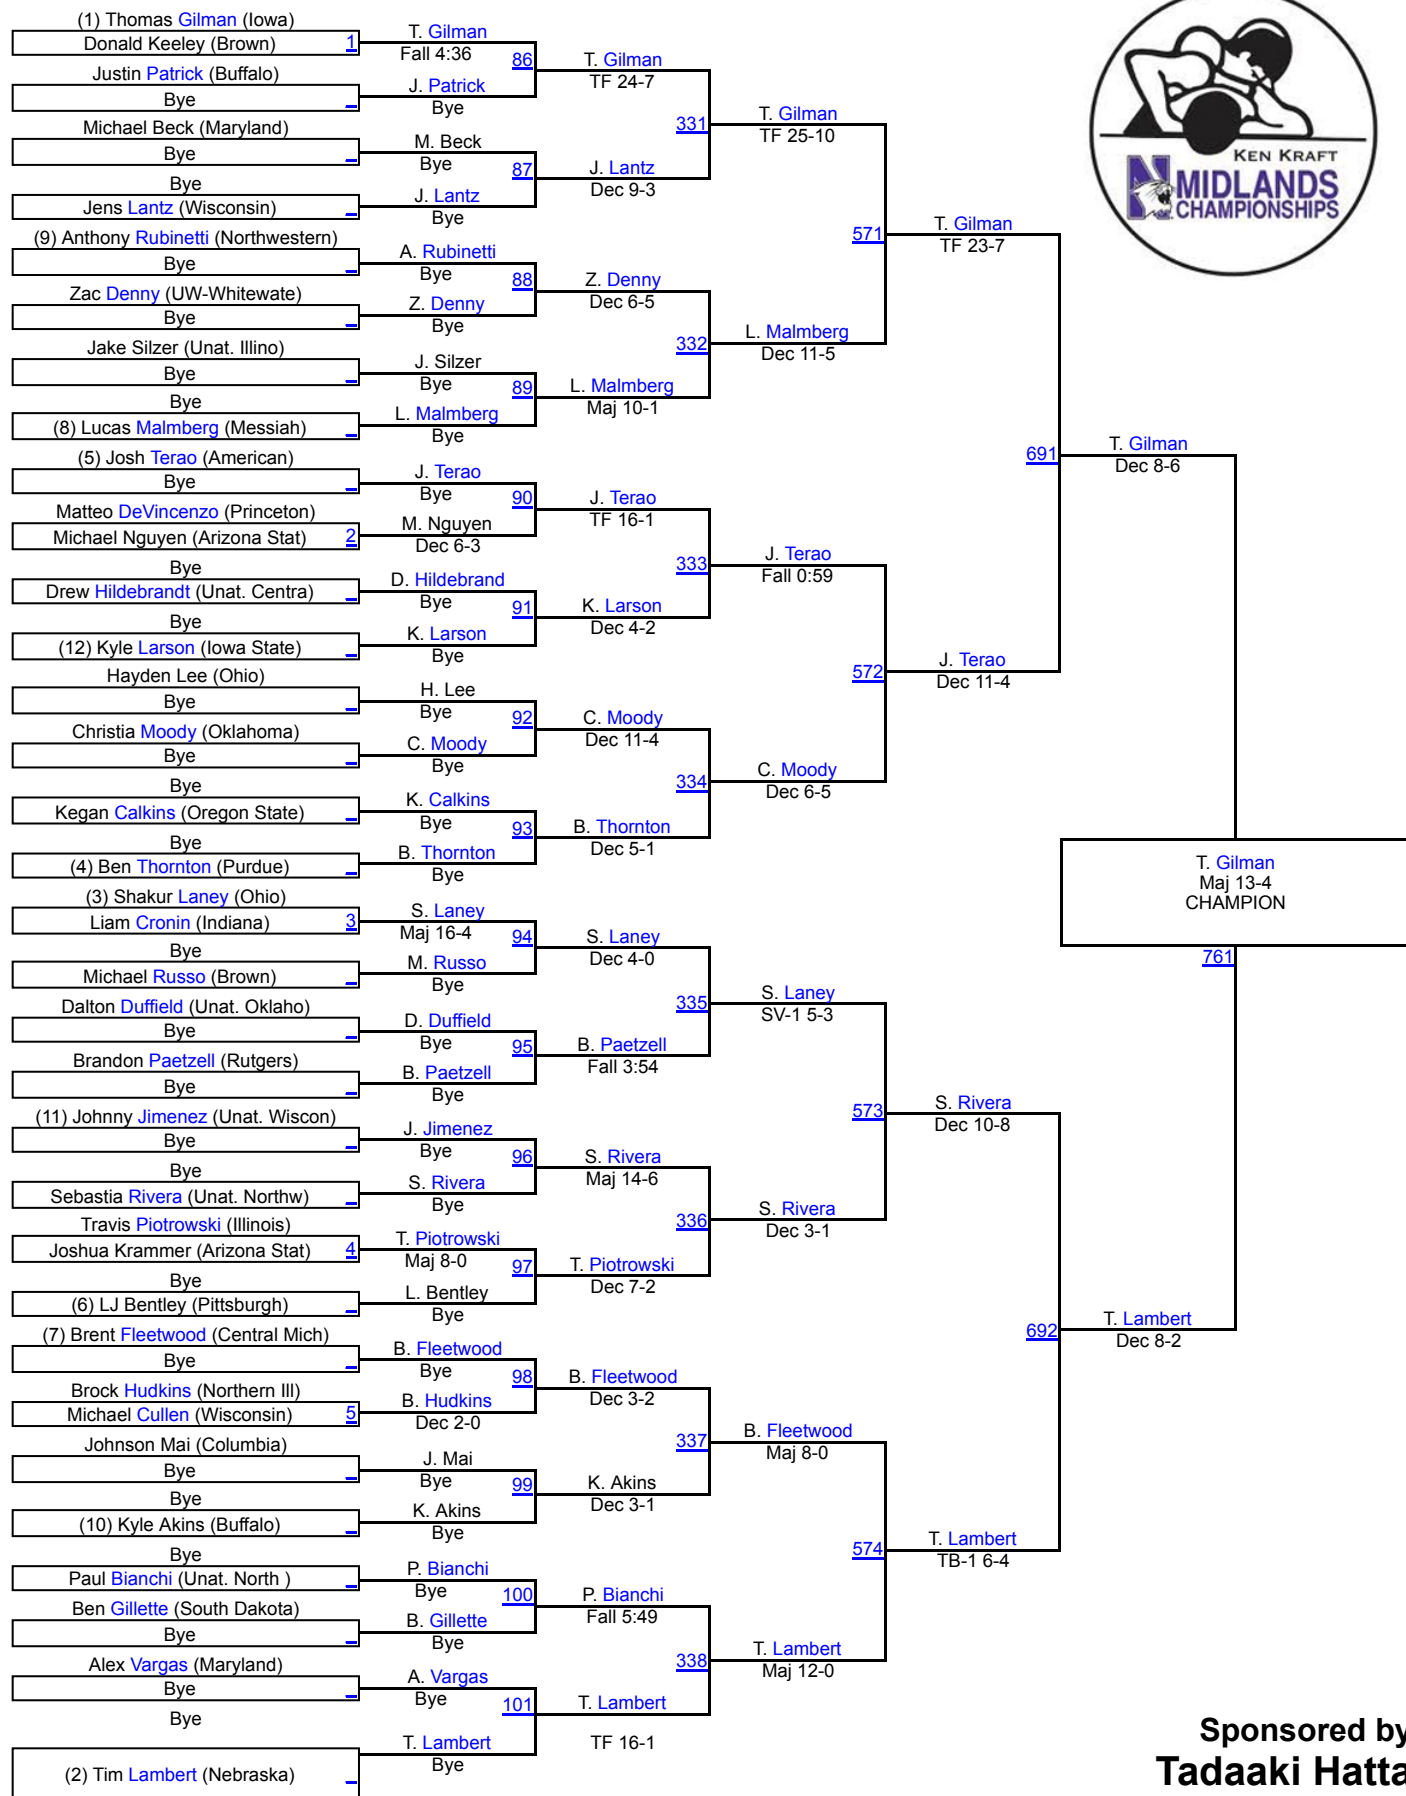 (1) Thomas Gilman (Iowa)
Donald Keeley (Brown) 1
Justin Patrick (Buffalo)
Bye
Michael Beck (Maryland)
Bye
Bye
Jens Lantz (Wisconsin)
(9) Anthony Rubinetti (Northwestern)
Bye
Zac Denny (UW-Whitewate)
Bye
Jake Silzer (Unat. Illino)
Bye
Bye
(8) Lucas Malmberg (Messiah)
(5) Josh Terao (American)
Bye
Matteo DeVincenzo (Princeton)
Michael Nguyen (Arizona Stat) 2
Bye
Drew Hildebrandt (Unat. Centra)
Bye
(12) Kyle Larson (Iowa State)
Hayden Lee (Ohio)
Bye
Christia Moody (Oklahoma)
Bye
Bye
Kegan Calkins (Oregon State)
Bye
(4) Ben Thornton (Purdue)
(3) Shakur Laney (Ohio)
Liam Cronin (Indiana) 3
Bye
Michael Russo (Brown)
Dalton Duffield (Unat. Oklaho)
Bye
Brandon Paetzell (Rutgers)
Bye
(11) Johnny Jimenez (Unat. Wiscon)
Bye
Bye
Sebastia Rivera (Unat. Northw)
Travis Piotrowski (Illinois)
Joshua Krammer (Arizona Stat) 4
Bye
(6) LJ Bentley (Pittsburgh)
(7) Brent Fleetwood (Central Mich)
Bye
Brock Hudkins (Northern Ill)
Michael Cullen (Wisconsin) 5
Johnson Mai (Columbia)
Bye
Bye
(10) Kyle Akins (Buffalo)
Bye
Paul Bianchi (Unat. North )
Ben Gillette (South Dakota)
Bye
Alex Vargas (Maryland)
Bye
Bye
(2) Tim Lambert (Nebraska)
T. Gilman
Fall 4:36
86
J. Patrick
Bye
M. Beck
Bye
87
J. Lantz
Bye
A. Rubinetti
Bye
88
Z. Denny
Bye
J. Silzer
Bye
89
L. Malmberg
Bye
J. Terao
Bye
90
M. Nguyen
Dec 6-3
D. Hildebrand
Bye
91
K. Larson
Bye
H. Lee
Bye
92
C. Moody
Bye
K. Calkins
Bye
93
B. Thornton
Bye
S. Laney
Maj 16-4
94
M. Russo
Bye
D. Duffield
Bye
95
B. Paetzell
Bye
J. Jimenez
Bye
96
S. Rivera
Bye
T. Piotrowski
Maj 8-0
97
L. Bentley
Bye
B. Fleetwood
Bye
98
B. Hudkins
Dec 2-0
J. Mai
Bye
99
K. Akins
Bye
P. Bianchi
Bye
100
B. Gillette
Bye
A. Vargas
Bye
101
T. Lambert
Bye
T. Gilman
TF 24-7
331
J. Lantz
Dec 9-3
Z. Denny
Dec 6-5
332
L. Malmberg
Maj 10-1
J. Terao
TF 16-1
333
K. Larson
Dec 4-2
C. Moody
Dec 11-4
334
B. Thornton
Dec 5-1
S. Laney
Dec 4-0
335
B. Paetzell
Fall 3:54
S. Rivera
Maj 14-6
336
T. Piotrowski
Dec 7-2
B. Fleetwood
Dec 3-2
337
K. Akins
Dec 3-1
P. Bianchi
Fall 5:49
338
T. Lambert
TF 16-1
T. Gilman
TF 25-10
571
L. Malmberg
Dec 11-5
J. Terao
Fall 0:59
572
C. Moody
Dec 6-5
S. Laney
SV-1 5-3
573
S. Rivera
Dec 3-1
B. Fleetwood
Maj 8-0
574
T. Lambert
Maj 12-0
T. Gilman
TF 23-7
691
J. Terao
Dec 11-4
S. Rivera
Dec 10-8
692
T. Lambert
TB-1 6-4
T. Gilman
Dec 8-6
T. Lambert
Dec 8-2
T. Gilman
Maj 13-4
CHAMPION
761
KEN KRAFT
N MIDLANDS
CHAMPIONSHIPS
Sponsored by
Tadaaki Hatta